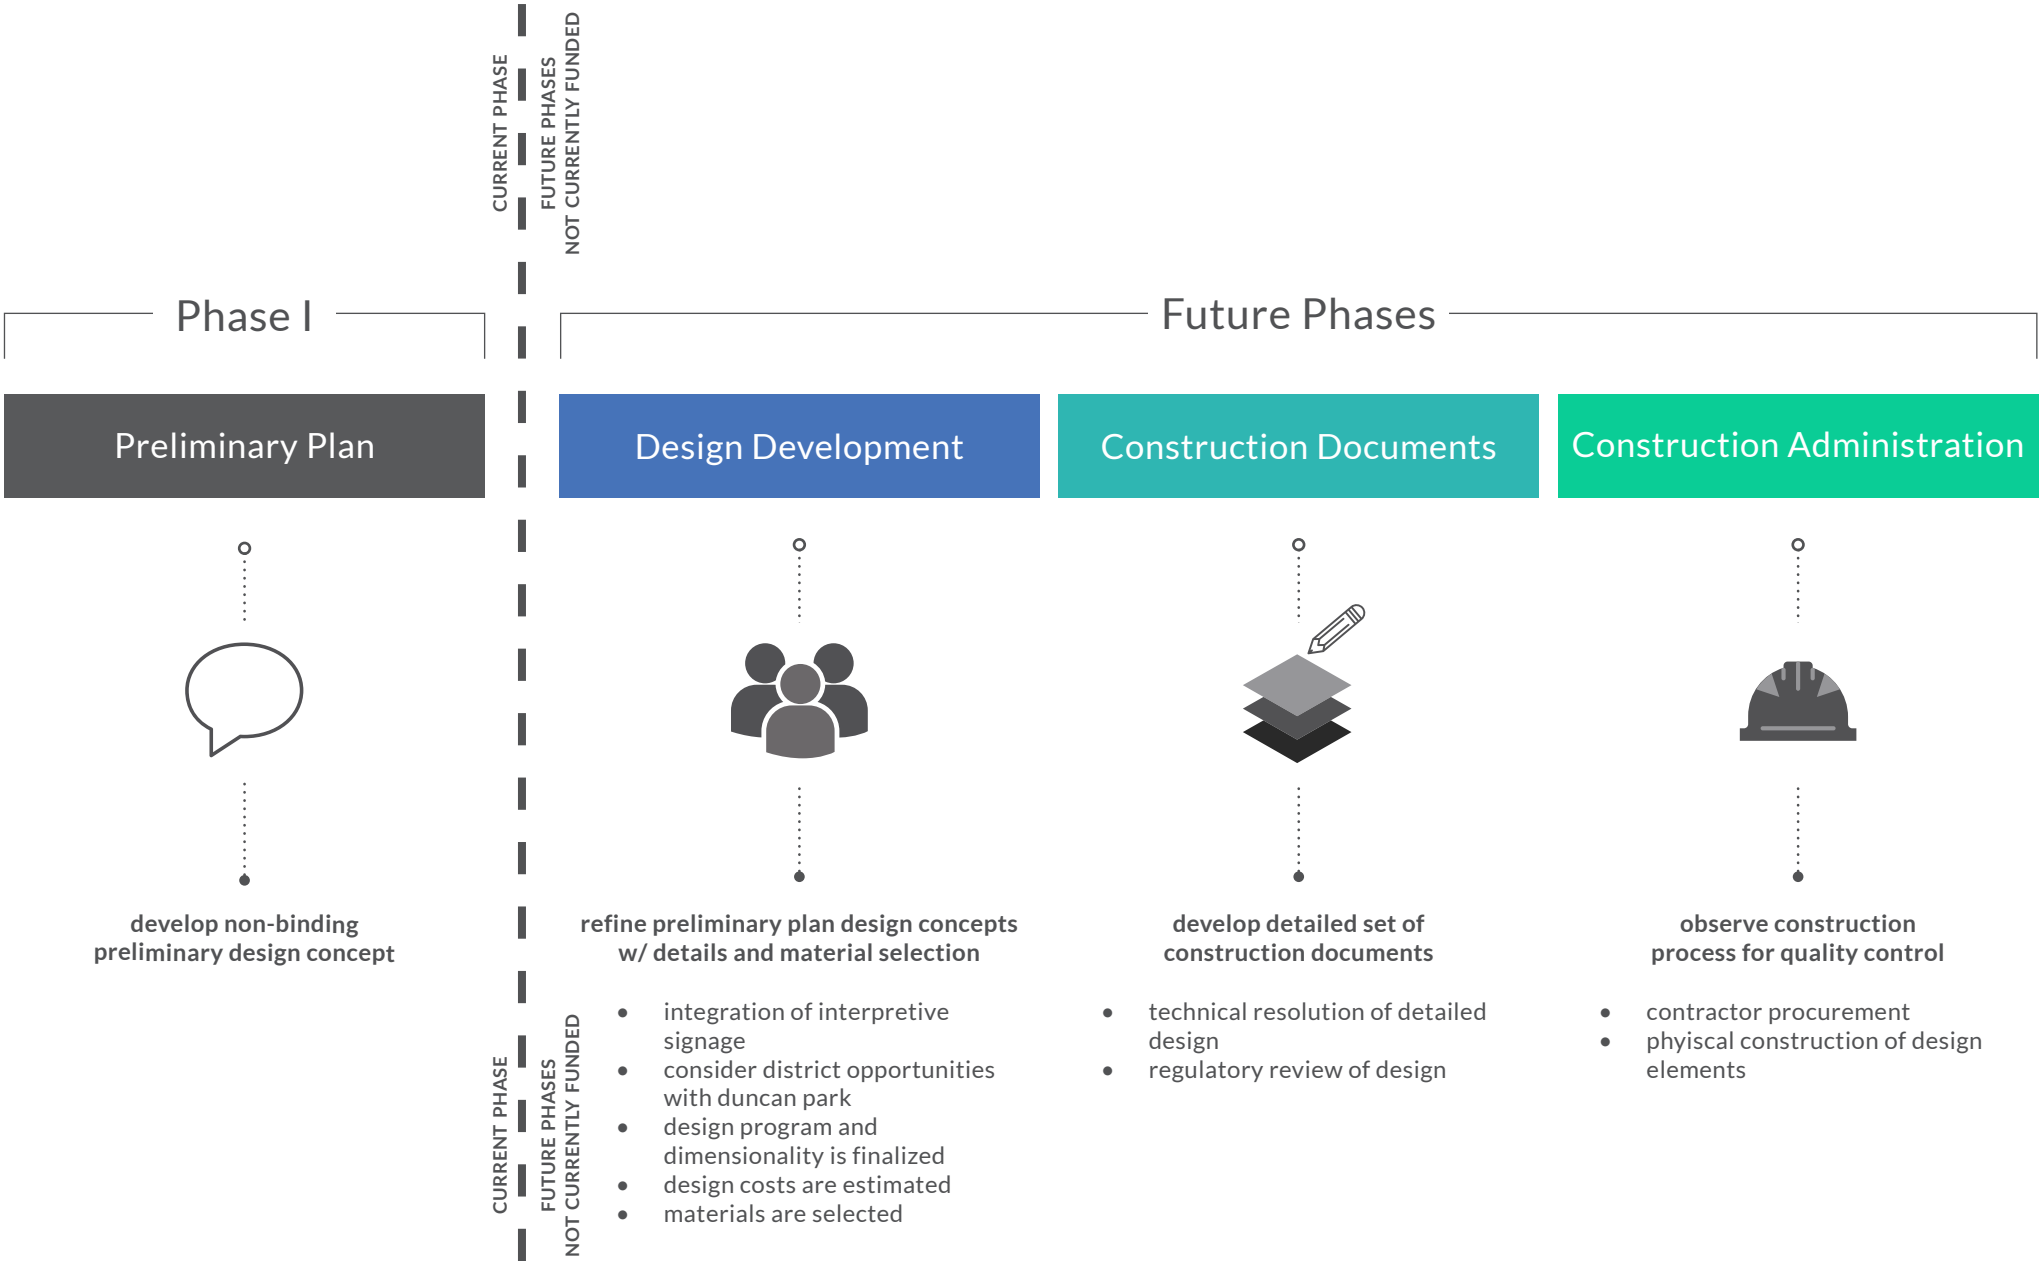 CURRENT PHASE
FUTURE PHASES
NOT CURRENTLY FUNDED
Phase I
Future Phases
Preliminary Plan
Design Development
Construction Documents
Construction Administration
develop non-binding
preliminary design concept
refine preliminary plan design concepts
w/ details and material selection
• integration of interpretive
signage
• consider district opportunities
with duncan park
• design program and
dimensionality is finalized
• design costs are estimated
• materials are selected
develop detailed set of
construction documents
• technical resolution of detailed
design
• regulatory review of design
observe construction
process for quality control
• contractor procurement
• phyiscal construction of design
elements
CURRENT PHASE
FUTURE PHASES
NOT CURRENTLY FUNDED